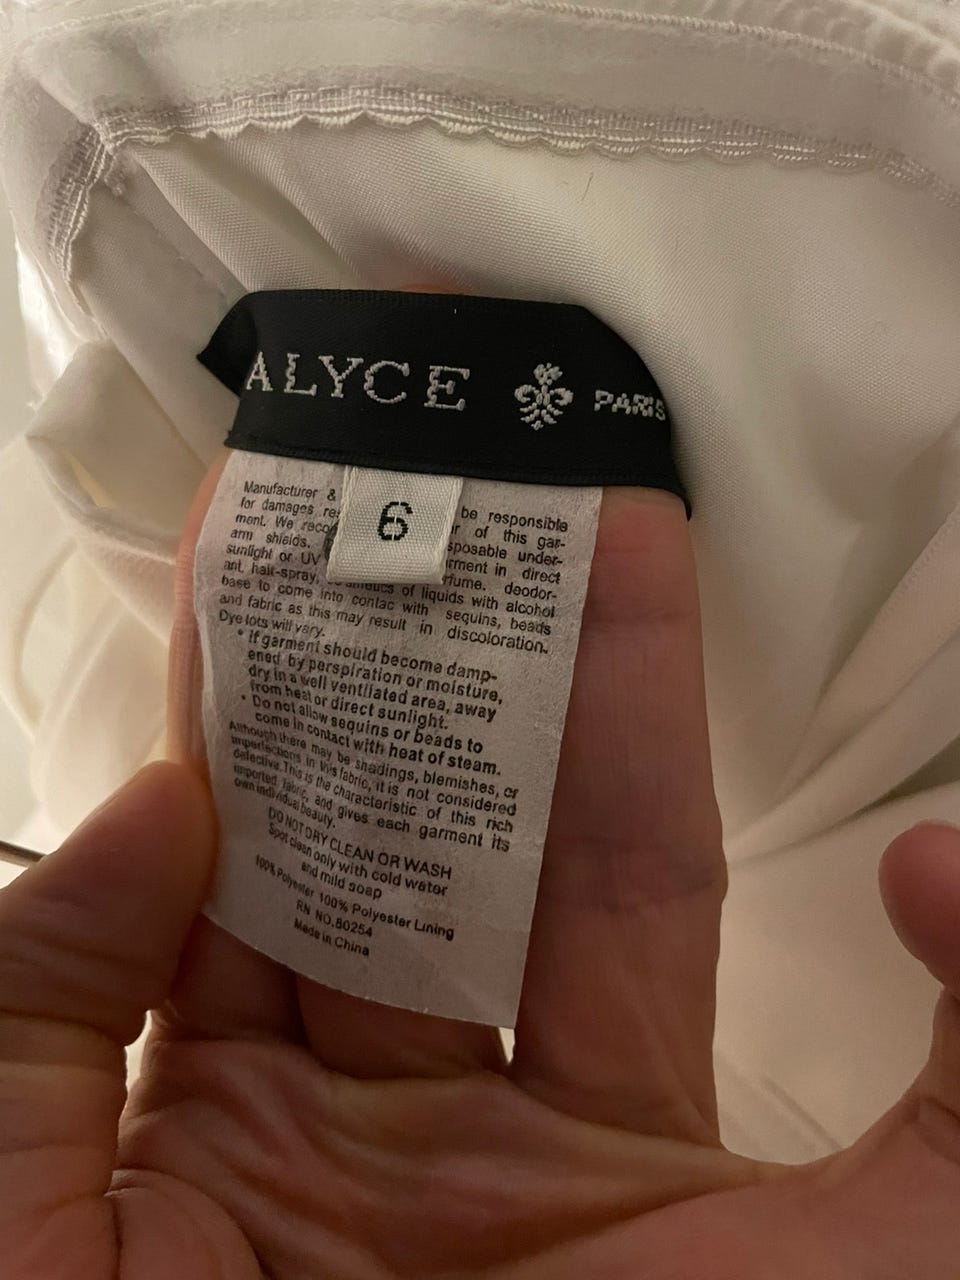 ALYCE PARIS
6
Manufacturer & be responsible
for damages of this gar-
ment. We
arm shields. under-
sunlight or UV in direct
ant, hair-spray, of liquids with alcohol
base to come into contac with sequins, beads
and fabric as this may result in discoloration.
Dye lots will vary.
* If garment should become damp-
ened by perspiration or moisture,
dry in a well ventilated area, away
from heat or direct sunlight.
* Do not allow sequins or beads to
come in contact with heat of steam.
Although there may be shadings, blemishes, or
imperfections in this fabric, it is not considered
defective. This is the characteristic of this rich
imported fabric, and gives each garment its
own individual beauty.
DO NOT DRY CLEAN OR WASH
Spot clean only with cold water
and mild soap
100% Polyester 100% Polyester Lining
RN NO.80254
Made in China